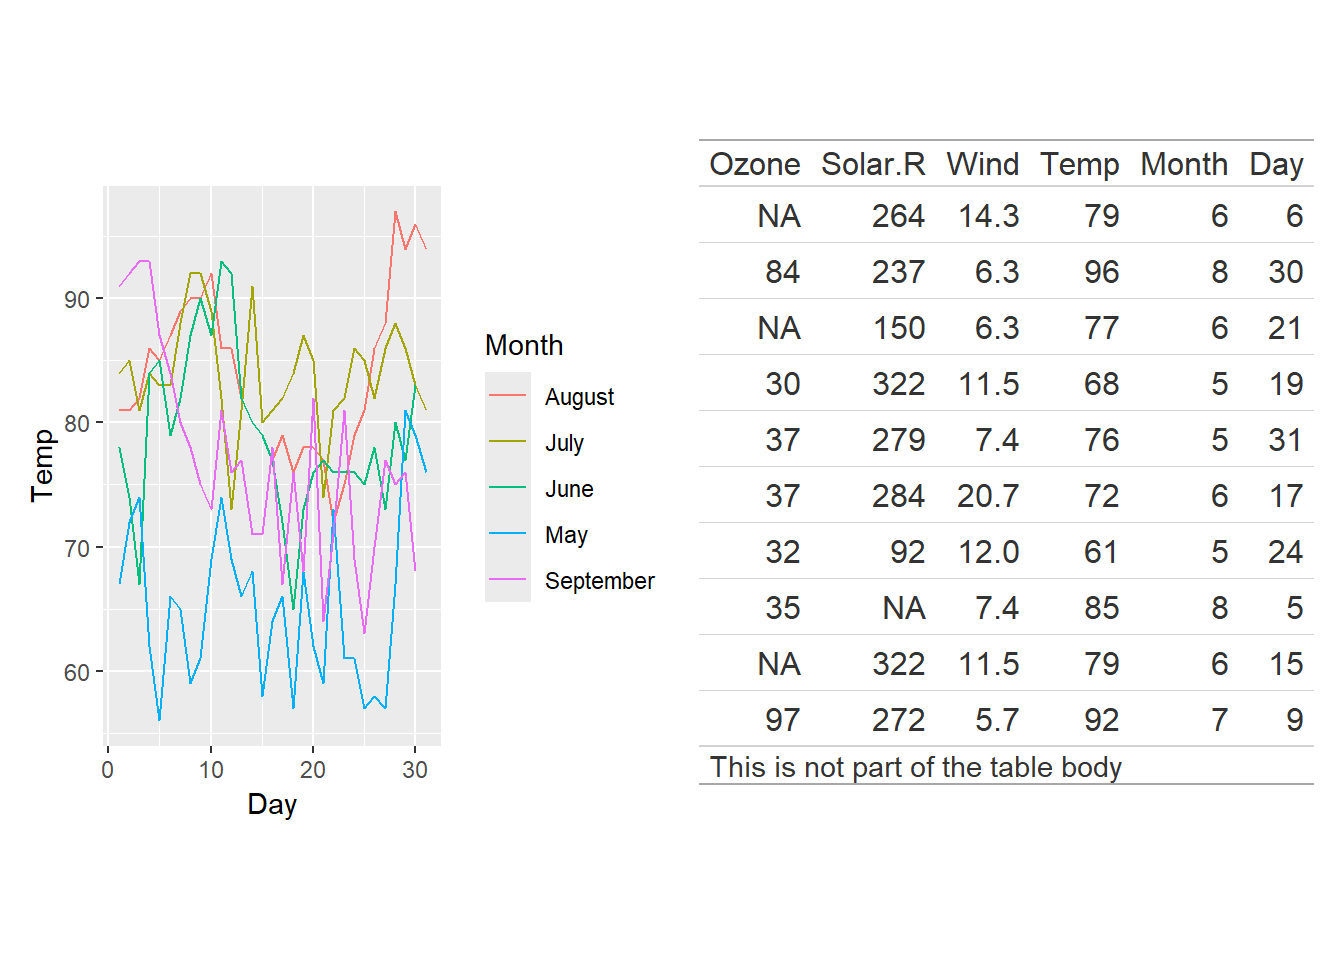 Temp
90
80
70
60
0 10 20 30
Day
Month
August
July
June
May
September
Ozone Solar.R Wind Temp Month Day
NA 264 14.3 79 6 6
84 237 6.3 96 8 30
NA 150 6.3 77 6 21
30 322 11.5 68 5 19
37 279 7.4 76 5 31
37 284 20.7 72 6 17
32 92 12.0 61 5 24
35 NA 7.4 85 8 5
NA 322 11.5 79 6 15
97 272 5.7 92 7 9
This is not part of the table body